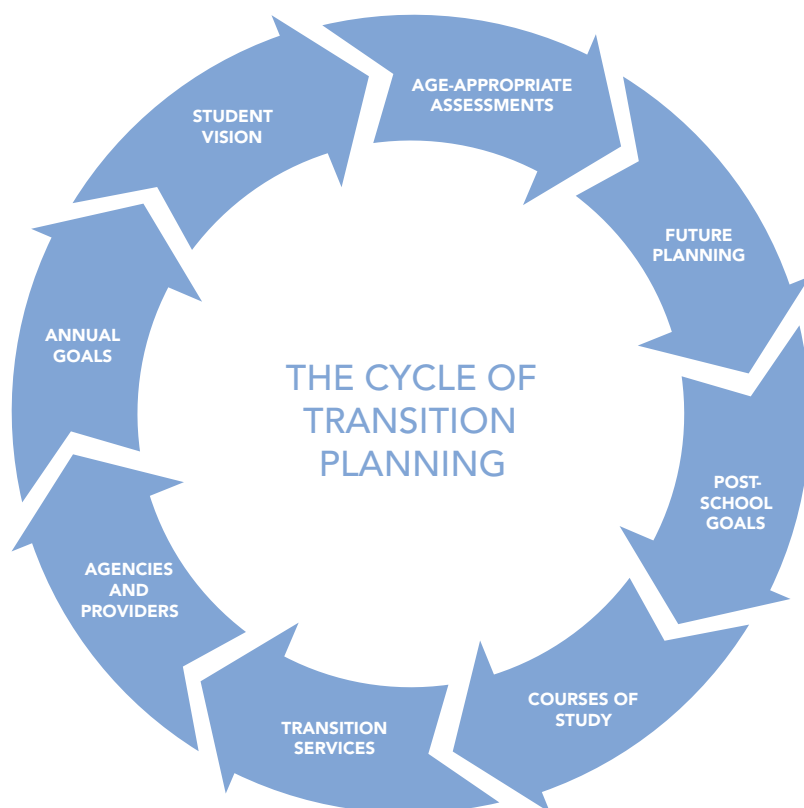 THE CYCLE OF
TRANSITION
PLANNING
STUDENT
VISION
AGE-APPROPRIATE
ASSESSMENTS
FUTURE
PLANNING
POST-
SCHOOL
GOALS
COURSES OF
STUDY
TRANSITION
SERVICES
AGENCIES
AND
PROVIDERS
ANNUAL
GOALS